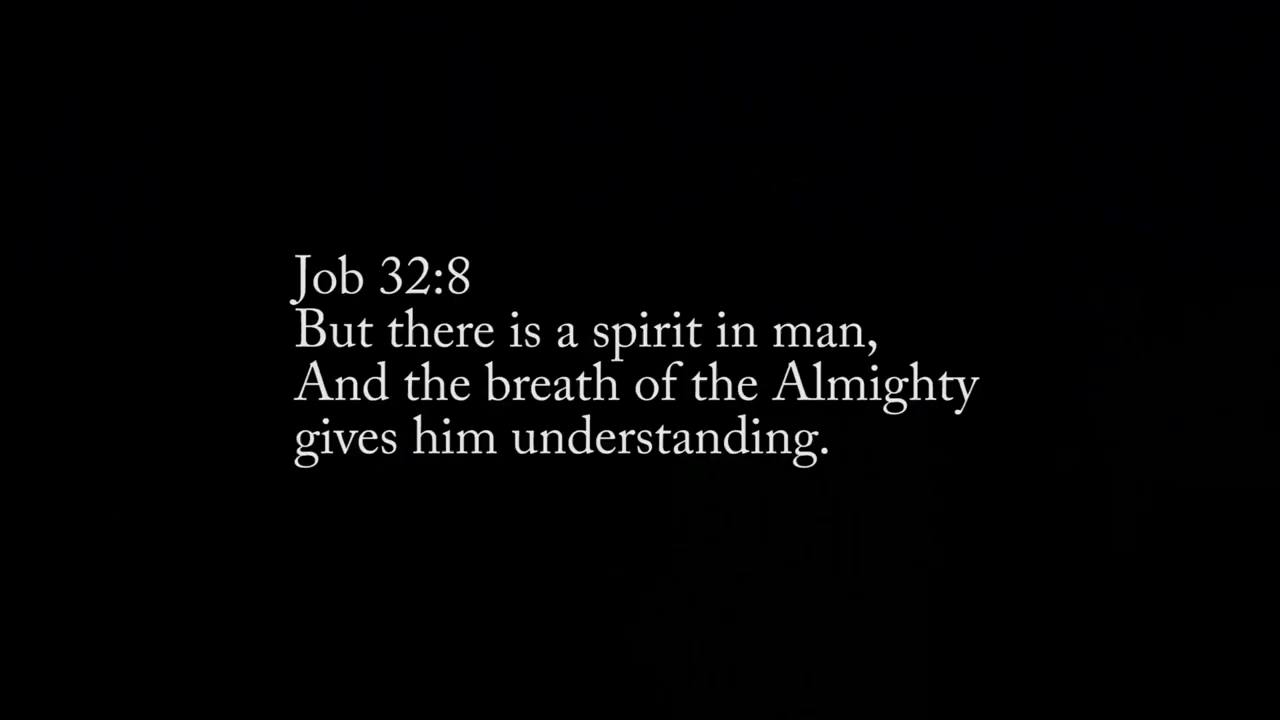 Job 32:8
But there is a spirit in man,
And the breath of the Almighty
gives him understanding.